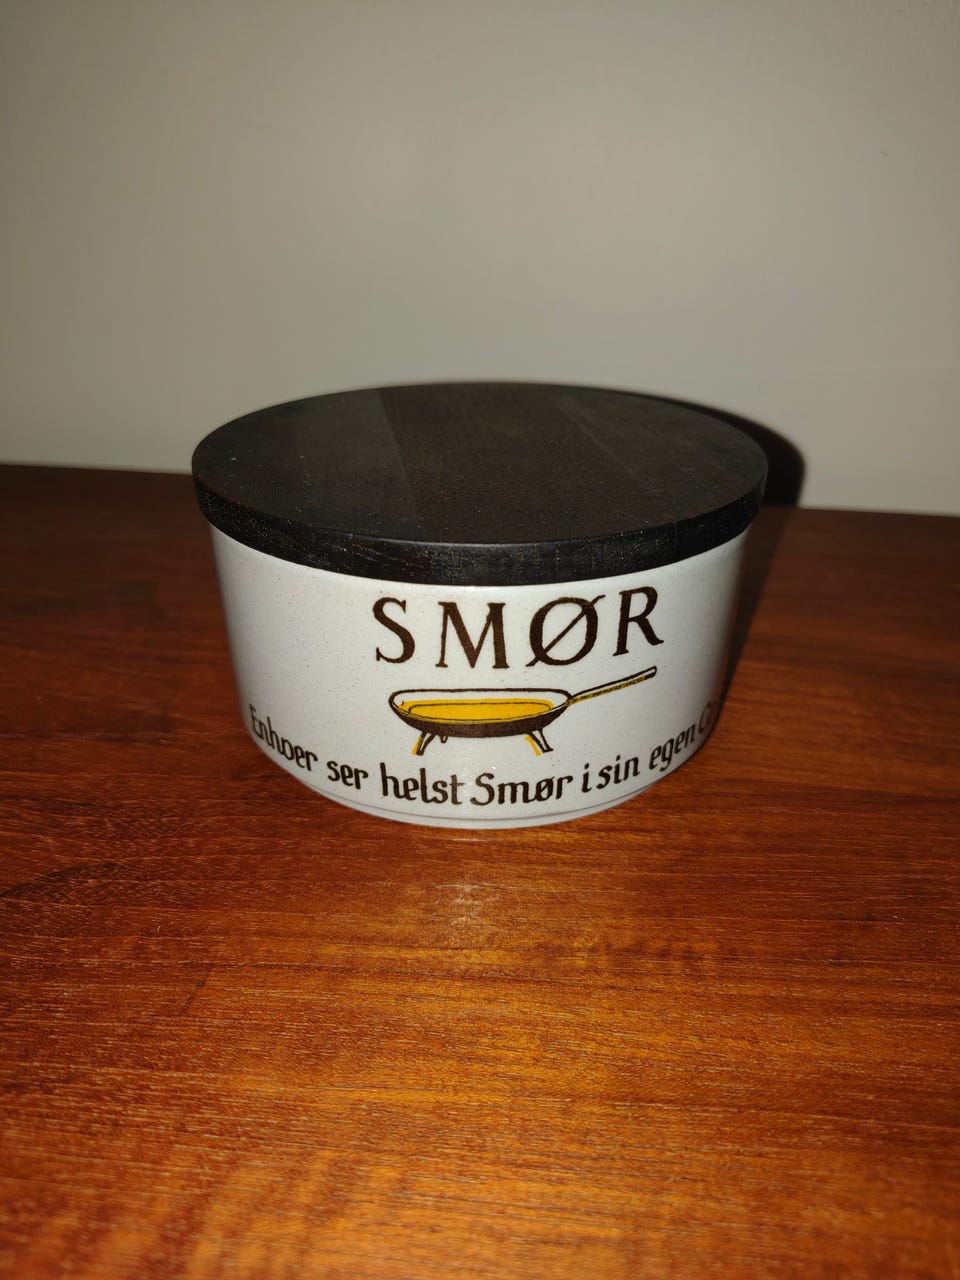 SMØR
Enhver ser helst Smør i sin egen